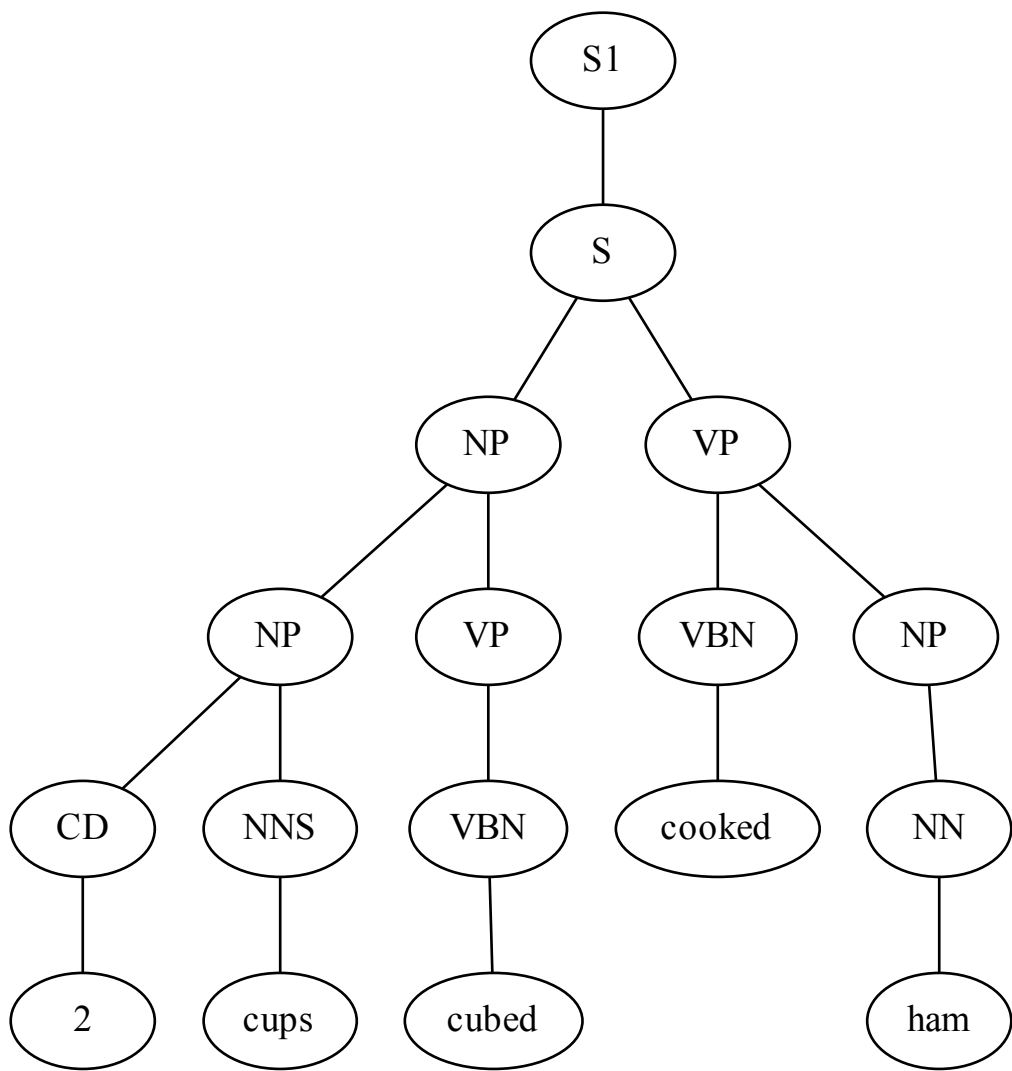 S1
S
NP VP
NP VP VBN NP
CD NNS VBN cooked NN
2 cups cubed ham